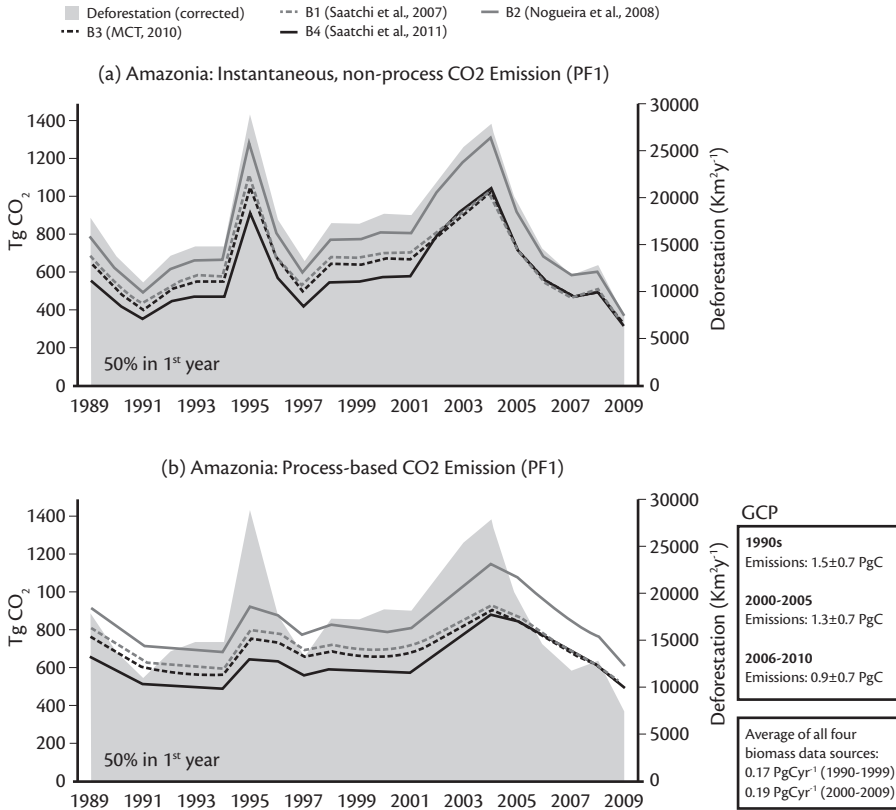 Deforestation (corrected) B1 (Saatchi et al., 2007) B2 (Nogueira et al., 2008)
B3 (MCT, 2010) B4 (Saatchi et al., 2011)
(a) Amazonia: Instantaneous, non-process CO2 Emission (PF1)
Tg CO₂
1400
1200
1000
800
600
400
200
0
30000
25000
20000
15000
10000
5000
0
Deforestation (Km²y⁻¹)
50% in 1ˢᵗ year
1989 1991 1993 1995 1997 1999 2001 2003 2005 2007 2009
(b) Amazonia: Process-based CO2 Emission (PF1)
Tg CO₂
1400
1200
100
800
600
400
200
0
30000
25000
20000
15000
10000
5000
0
Deforestation (Km²y⁻¹)
50% in 1ˢᵗ year
1989 1991 1993 1995 1997 1999 2001 2003 2005 2007 2009
GCP
1990s
Emissions: 1.5±0.7 PgC
2000-2005
Emissions: 1.3±0.7 PgC
2006-2010
Emissions: 0.9±0.7 PgC
Average of all four
biomass data sources:
0.17 PgCyr⁻¹ (1990-1999)
0.19 PgCyr⁻¹ (2000-2009)